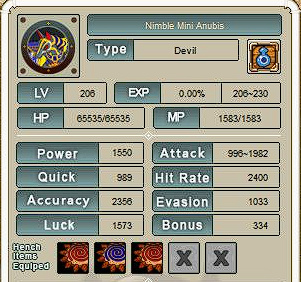 Nimble Mini Anubis
Type Devil
LV 206 EXP 0.00% 206~230
HP 65535/65535 MP 1583/1583
Power 1550 Attack 996~1982
Quick 989 Hit Rate 2400
Accuracy 2356 Evasion 1033
Luck 1573 Bonus 334
Hench
Items
Equiped X X